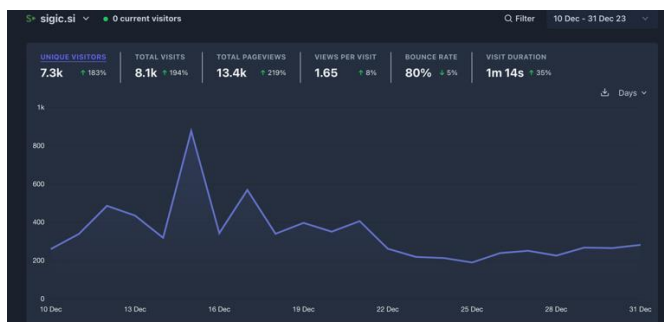 S+ sigic.si 0 current visitors Filter 10 Dec - 31 Dec 23
UNIQUE VISITORS TOTAL VISITS TOTAL PAGEVIEWS VIEWS PER VISIT BOUNCE RATE VISIT DURATION
7.3k ↑ 183% 8.1k ↑ 194% 13.4k ↑ 219% 1.65 ↑ 8% 80% ↓ 5% 1m 14s ↑ 35%
Days
1k
800
600
400
200
0
10 Dec 13 Dec 16 Dec 19 Dec 22 Dec 25 Dec 28 Dec 31 Dec